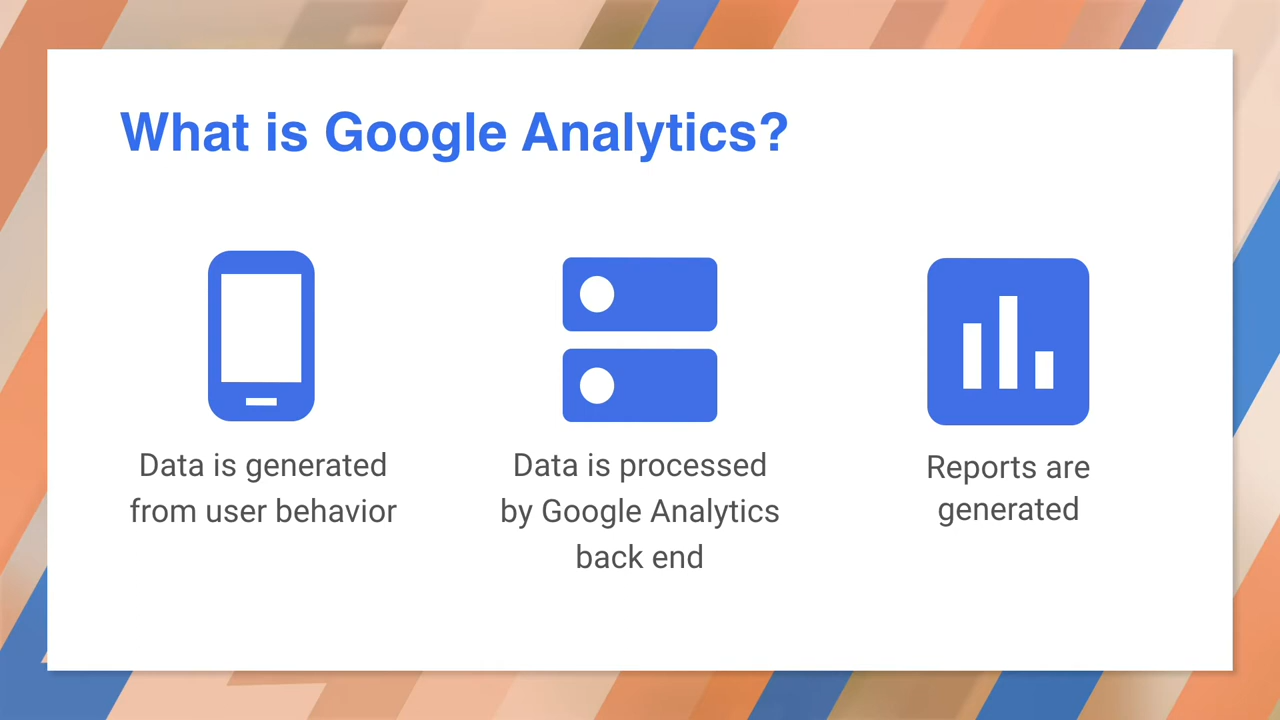 What is Google Analytics?
Data is generated
from user behavior
Data is processed
by Google Analytics
back end
Reports are
generated